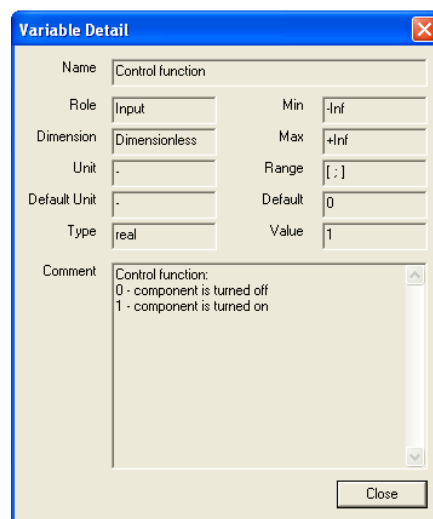 Variable Detail
Name Control function
Role Input Min -Inf
Dimension Dimensionless Max +Inf
Unit - Range [ ; ]
Default Unit - Default 0
Type real Value 1
Comment Control function:
0 - component is turned off
1 - component is turned on
Close